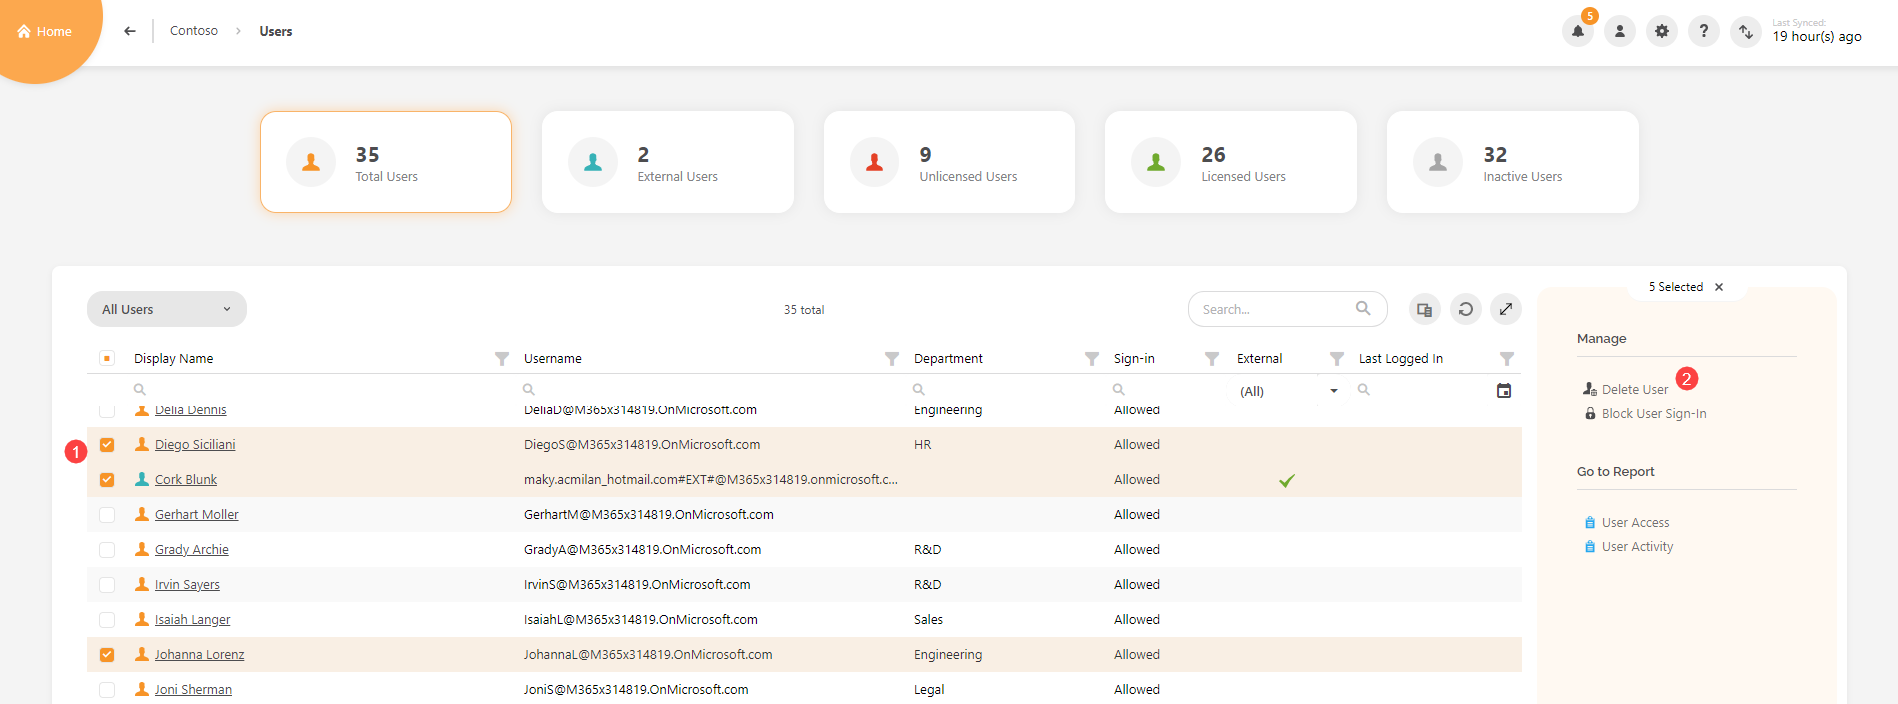 Home
Contoso > Users
5
?
Last Synced:
19 hour(s) ago
35
Total Users
2
External Users
9
Unlicensed Users
26
Licensed Users
32
Inactive Users
All Users
35 total
Search...
5 Selected ×
Display Name Username Department Sign-in External Last Logged In
(All)
Delia Dennis DeliaD@M365x314819.OnMicrosoft.com Engineering Allowed
1
Diego Siciliani DiegoS@M365x314819.OnMicrosoft.com HR Allowed
Cork Blunk maky.acmilan_hotmail.com#EXT#@M365x314819.onmicrosoft.c... Allowed
Gerhart Moller GerhartM@M365x314819.OnMicrosoft.com Allowed
Grady Archie GradyA@M365x314819.OnMicrosoft.com R&D Allowed
Irvin Sayers IrvinS@M365x314819.OnMicrosoft.com R&D Allowed
Isaiah Langer IsaiahL@M365x314819.OnMicrosoft.com Sales Allowed
Johanna Lorenz JohannaL@M365x314819.OnMicrosoft.com Engineering Allowed
Joni Sherman JoniS@M365x314819.OnMicrosoft.com Legal Allowed
Manage
Delete User 2
Block User Sign-In
Go to Report
User Access
User Activity